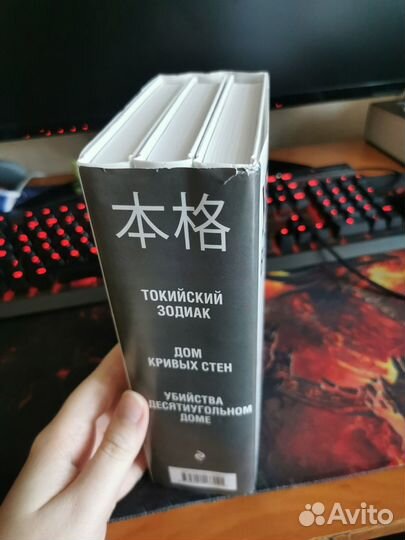 本格
ТОКИЙСКИЙ
ЗОДИАК
ДОМ
КРИВЫХ СТЕН
УБИЙСТВА
ДЕСЯТИУГОЛЬНОМ
ДОМЕ
Avito